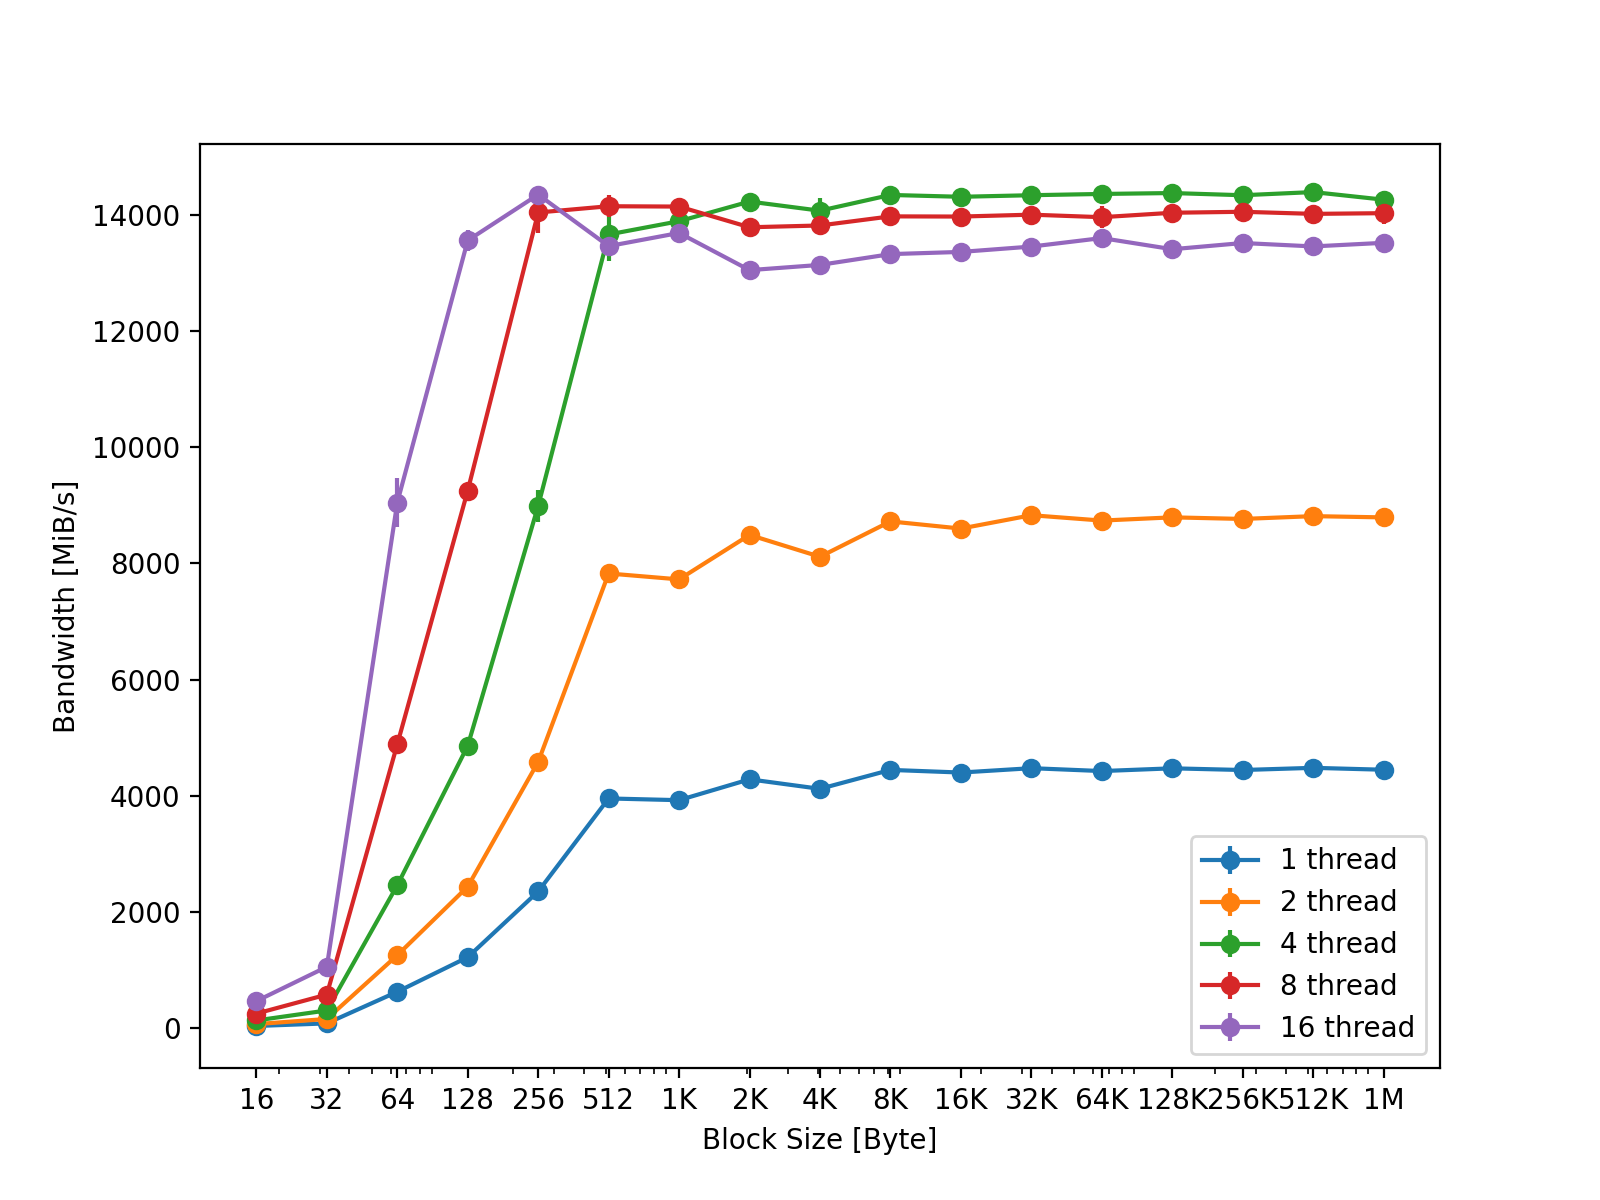 14000
12000
10000
8000
6000
4000
2000
0
Bandwidth [MiB/s]
1 thread
2 thread
4 thread
8 thread
16 thread
16 32 64 128 256 512 1K 2K 4K 8K 16K 32K 64K 128K 256K 512K 1M
Block Size [Byte]